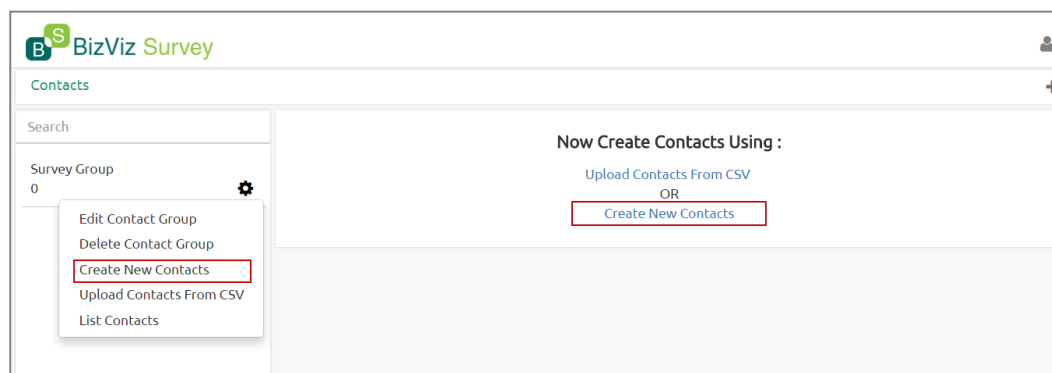 BS BizViz Survey
Contacts
Search
Survey Group
0
Edit Contact Group
Delete Contact Group
Create New Contacts
Upload Contacts From CSV
List Contacts
Now Create Contacts Using :
Upload Contacts From CSV
OR
Create New Contacts